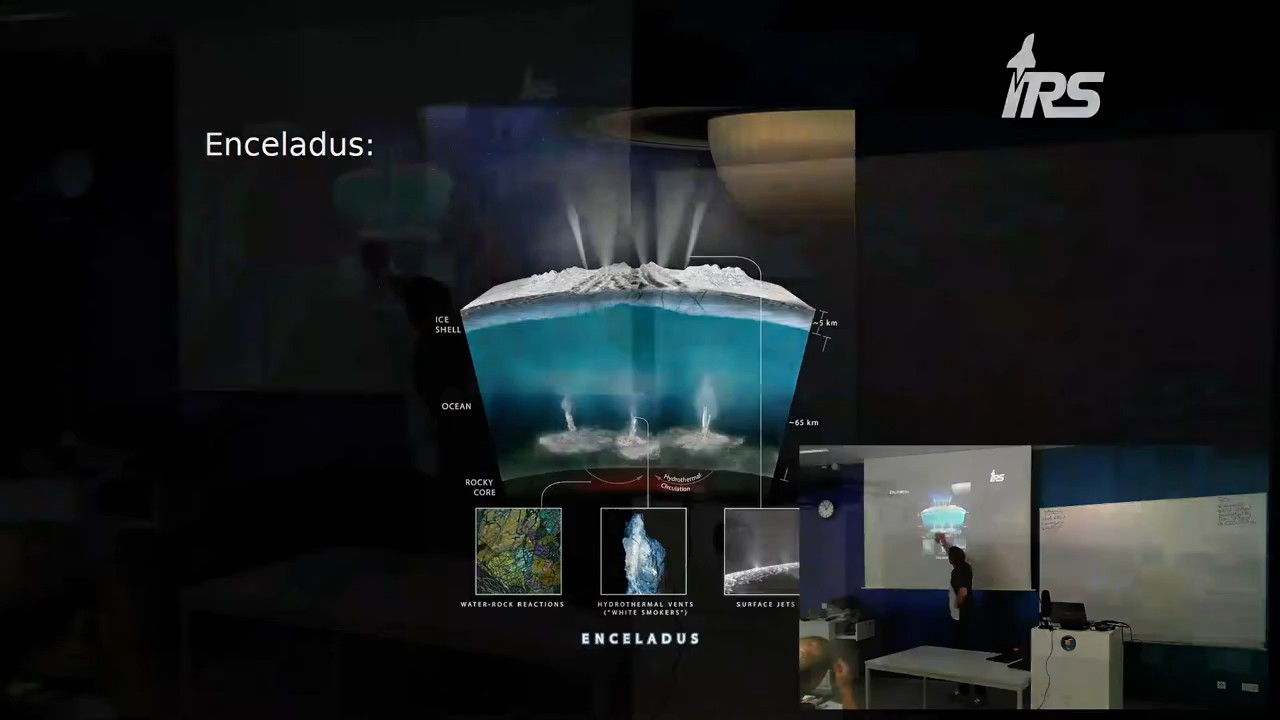 IRS
Enceladus:
ICE
SHELL
~5 km
OCEAN
~65 km
ROCKY
CORE
Hydrothermal
Circulation
WATER-ROCK REACTIONS
HYDROTHERMAL VENTS
("WHITE SMOKERS")
SURFACE JETS
ENCELADUS
IRS